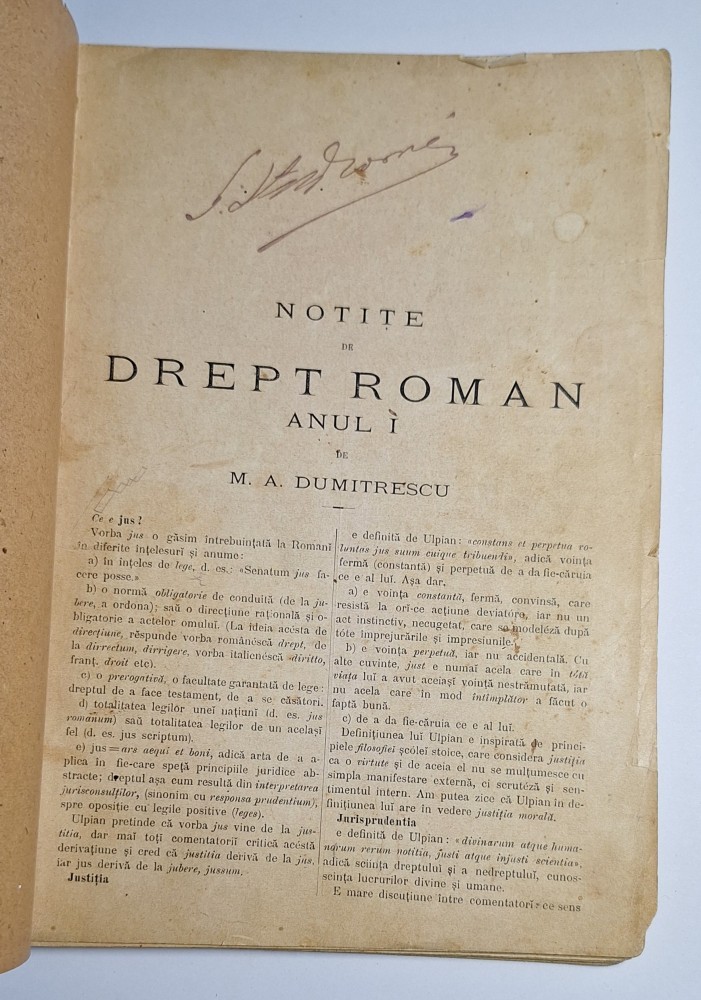 NOTIȚE
DE
DREPT ROMAN
ANUL I
DE
M. A. DUMITRESCU
Ce e jus?
Vorba jus o găsim întrebuințată la Romani
în diferite înțelesuri și anume:
a) în înțeles de lege, d. es.: «Senatum jus fa-
cere posse.»
b) o normă obligatorie de conduită (de la ju-
bere, a ordona); saŭ o direcțiune rațională și o-
bligatorie a actelor omuluĭ. (La ideia acésta de
direcțiune, rĕspunde vorba românéscă drept, de
la dirrectum, dirrigere, vorba italienéscă diritto,
franț. droit etc).
c) o prerogativă, o facultate garantată de lege:
dreptul de a face testament, de a se căsători.
d) totalitatea legilor uneĭ națiunĭ (d. es. jus
romănum) saŭ totalitatea legilor de un același
fel (d. es. jus scriptum).
e) jus=ars aequi et boni, adică arta de a a-
plica în fie-care speță principiile juridice ab-
stracte; dreptul așa cum resultă din interpretarea
jurisconsulților, (sinonim cu responsa prudentium),
spre opoziție cu legile positive (leges).
Ulpian pretinde că vorba jus vine de la jus-
titia, dar maĭ toțĭ comentatoriĭ critică acéstă
derivațiune și cred că justitia derivă de la jus,
iar jus derivă de la jubere, jussum.
Justiția
e definită de Ulpian: «constans et perpetua vo-
luntas jus suum cuique tribuendi», adică voința
fermă (constantă) și perpetuă de a da fie-căruia
ce e al luĭ. Așa dar,
a) e voința constantă, fermă, convinsă, care
resistă la orĭ-ce acțiune deviatóre, iar nu un
act instinctiv, necugetat, care se modeléză după
tóte împrejurările și impresiunile.
b) e voința perpetuă, iar nu accidentală. Cu
alte cuvinte, just e numaĭ acela care în tótă
viața luĭ a avut aceiașĭ voință nestrămutată, iar
nu acela care în mod întîmplător a făcut o
faptă bună.
c) de a da fie-căruia ce e al luĭ.
Definițiunea luĭ Ulpian e inspirată de princi-
piele filosofiei școleĭ stoice, care considera justiția
ca o virtute și de aceia el nu se mulțumesce cu
simpla manifestare externă, ci scrutéză și sen-
timentul intern. Am putea zice că Ulpian în de-
finițiunea luĭ are în vedere justiția morală.
Jurisprudentia
e definită de Ulpian: «divinarum atque huma-
narum rerum notitia, justi atque injusti scientia»,
adică sciința dreptuluĭ și a nedreptuluĭ, cunos-
scința lucrurilor divine și umane.
E mare discuțiune între comentatorĭ: ce sens